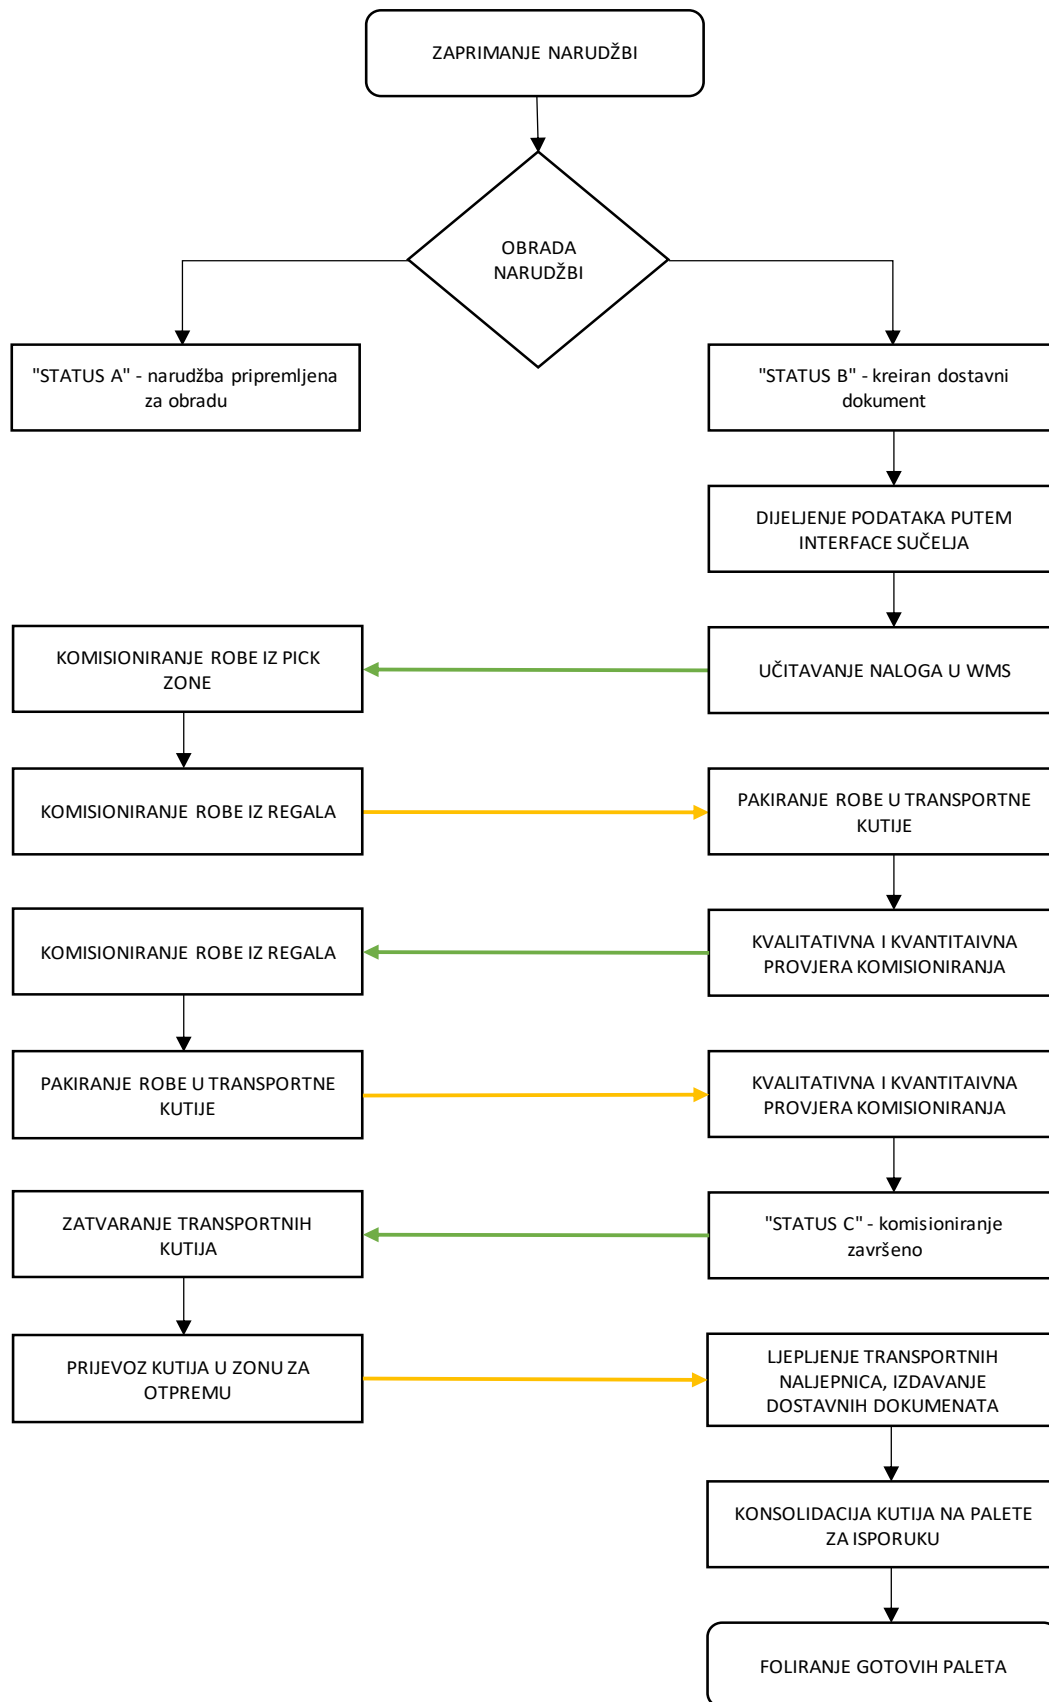 ZAPRIMANJE NARUDŽBI
OBRADA
NARUDŽBI
"STATUS A" - narudžba pripremljena
za obradu
"STATUS B" - kreiran dostavni
dokument
DIJELJENJE PODATAKA PUTEM
INTERFACE SUČELJA
KOMISIONIRANJE ROBE IZ PICK
ZONE
UČITAVANJE NALOGA U WMS
KOMISIONIRANJE ROBE IZ REGALA
PAKIRANJE ROBE U TRANSPORTNE
KUTIJE
KOMISIONIRANJE ROBE IZ REGALA
KVALITATIVNA I KVANTITAIVNA
PROVJERA KOMISIONIRANJA
PAKIRANJE ROBE U TRANSPORTNE
KUTIJE
KVALITATIVNA I KVANTITAIVNA
PROVJERA KOMISIONIRANJA
ZATVARANJE TRANSPORTNIH
KUTIJA
"STATUS C" - komisioniranje
završeno
PRIJEVOZ KUTIJA U ZONU ZA
OTPREMU
LJEPLJENJE TRANSPORTNIH
NALJEPNICA, IZDAVANJE
DOSTAVNIH DOKUMENATA
KONSOLIDACIJA KUTIJA NA PALETE
ZA ISPORUKU
FOLIRANJE GOTOVIH PALETA